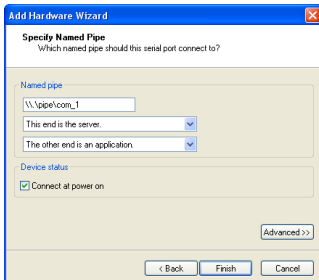 Add Hardware Wizard
Specify Named Pipe
Which named pipe should this serial port connect to?
Named pipe
\\.\pipe\com_1
This end is the server.
The other end is an application.
Device status
Connect at power on
Advanced >>
< Back
Finish
Cancel